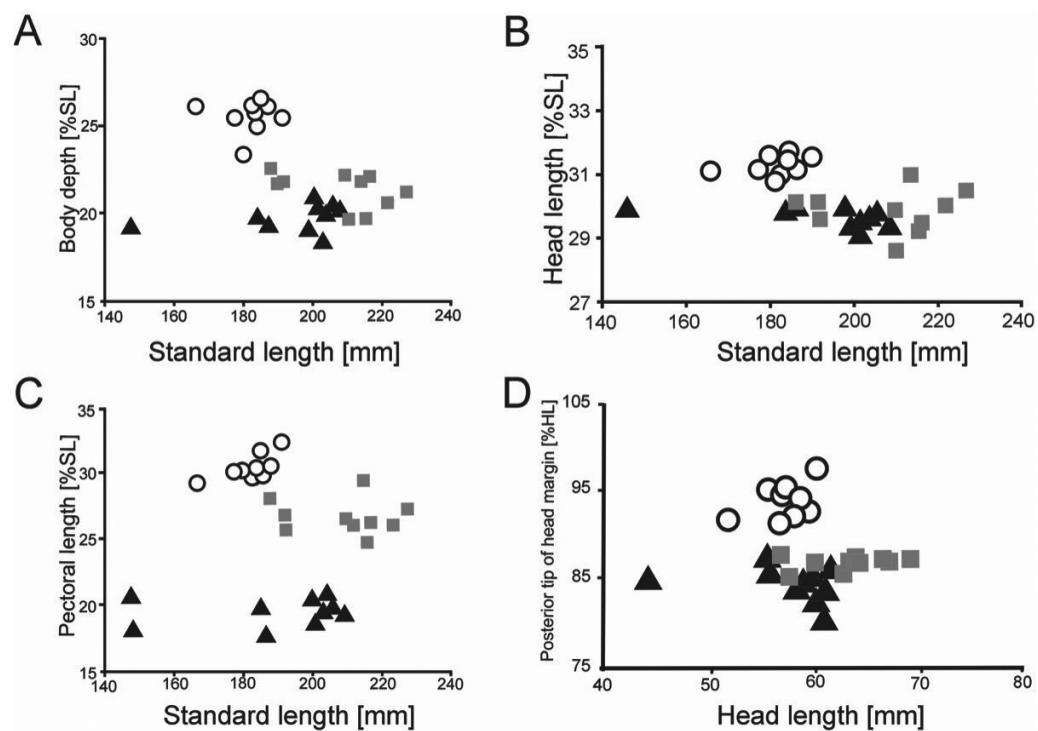 A
Body depth [%SL]
30
25
20
15
140 160 180 200 220 240
Standard length [mm]
B
Head length [%SL]
35
33
31
29
27
140 160 180 200 220 240
Standard length [mm]
C
Pectoral length [%SL]
35
30
25
20
15
140 160 180 200 220 240
Standard length [mm]
D
Posterior tip of head margin [%HL]
105
95
85
75
40 50 60 70 80
Head length [mm]